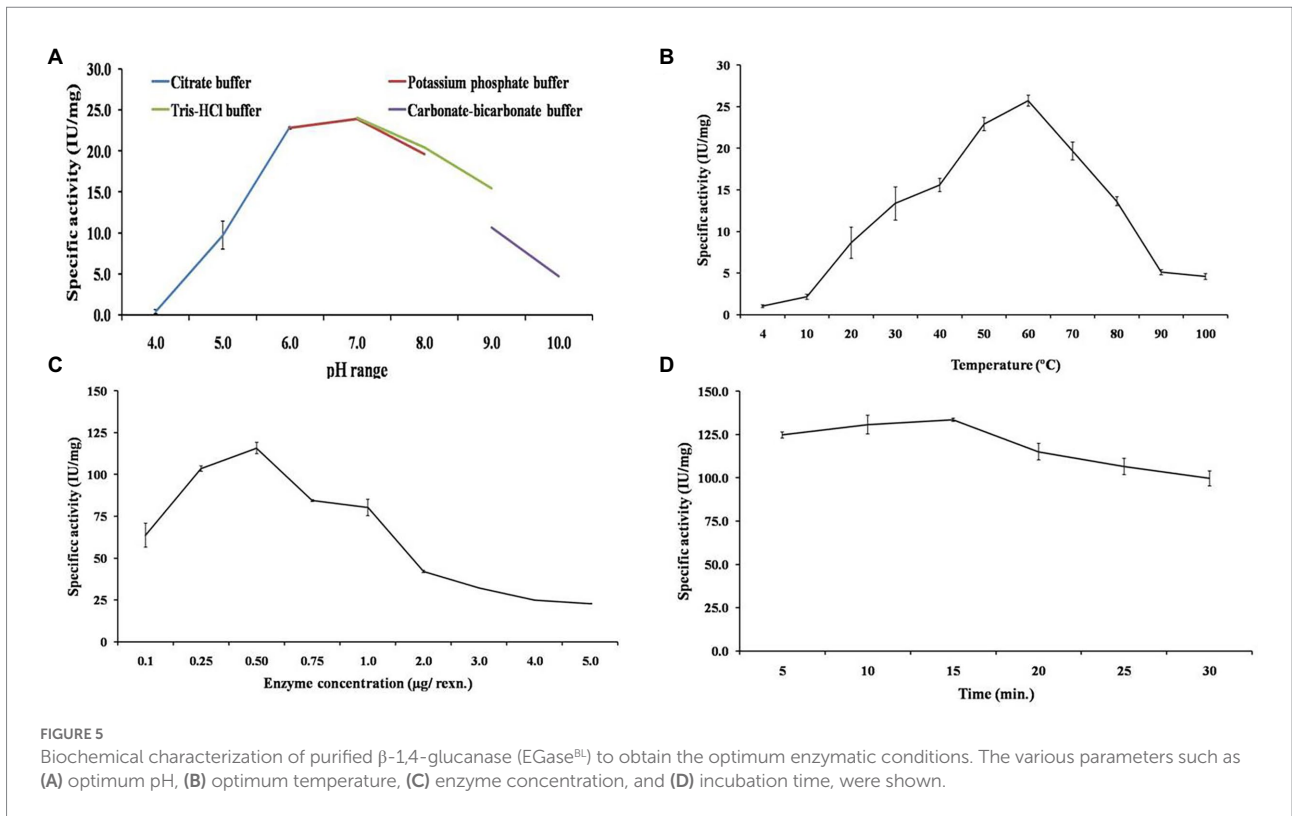 A
Specific activity (IU/mg)
30.0
25.0
20.0
15.0
10.0
5.0
0.0
Citrate buffer
Potassium phosphate buffer
Tris-HCl buffer
Carbonate-bicarbonate buffer
4.0 5.0 6.0 7.0 8.0 9.0 10.0
pH range
B
Specific activity (IU/mg)
30
25
20
15
10
5
0
4 10 20 30 40 50 60 70 80 90 100
Temperature (°C)
C
Specificc activity (IU/mg)
150
125
100
75
50
25
0
0.1 0.25 0.50 0.75 1.0 2.0 3.0 4.0 5.0
Enzyme concentration (µg/ rexn.)
D
Specific activity (IU/mg)
150.0
125.0
100.0
75.0
50.0
25.0
0.0
5 10 15 20 25 30
Time (min.)
FIGURE 5
Biochemical characterization of purified β-1,4-glucanase (EGaseᴮᴸ) to obtain the optimum enzymatic conditions. The various parameters such as
(A) optimum pH, (B) optimum temperature, (C) enzyme concentration, and (D) incubation time, were shown.